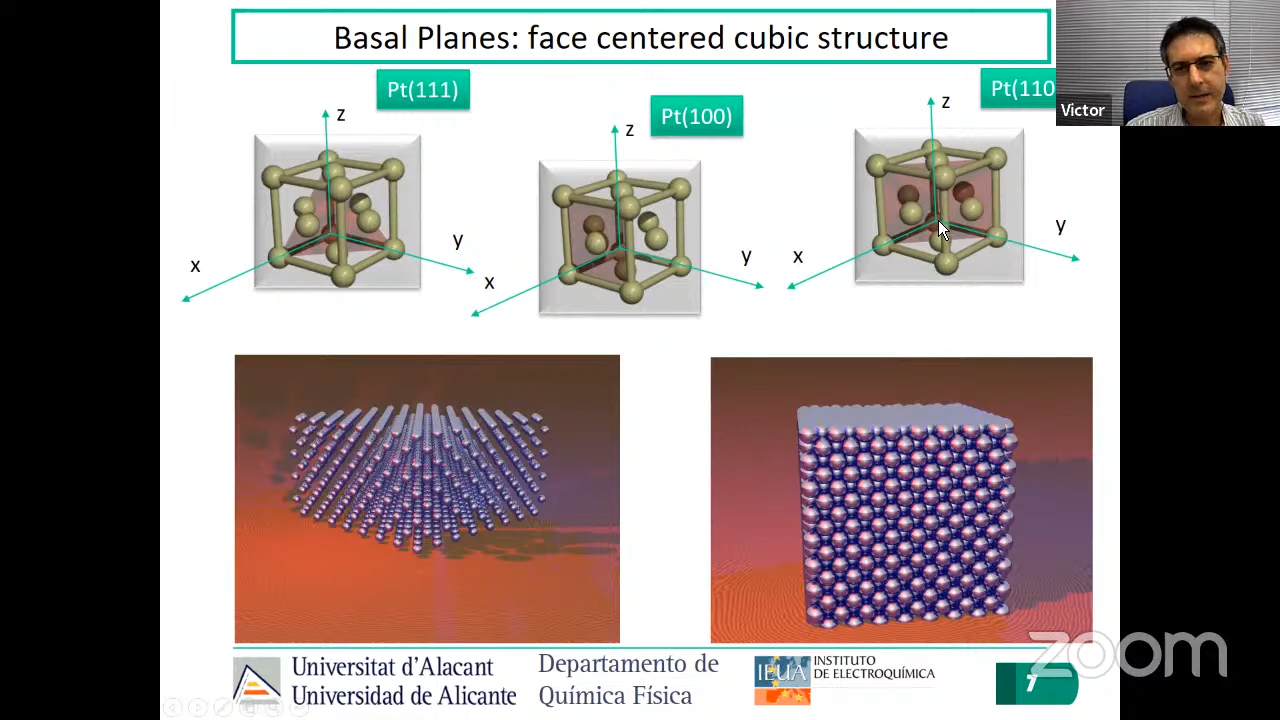 Basal Planes: face centered cubic structure
Pt(111)
Pt(100)
Pt(110
Victor
z
y
x
z
y
x
z
y
x
Universitat d'Alacant
Universidad de Alicante
Departamento de
Química Física
IEUA
INSTITUTO
DE ELECTROQUÍMICA
7
zoom